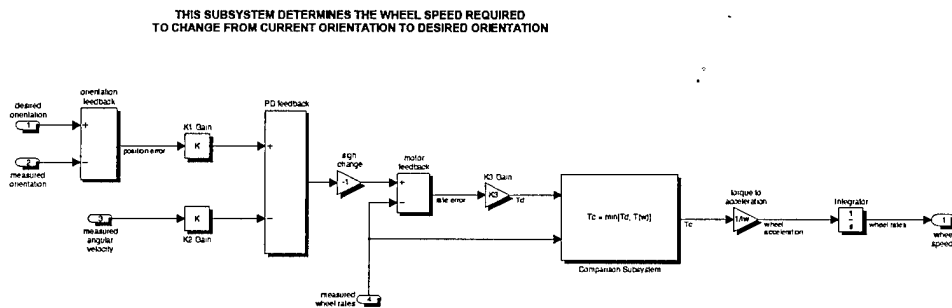 THIS SUBSYSTEM DETERMINES THE WHEEL SPEED REQUIRED
TO CHANGE FROM CURRENT ORIENTATION TO DESIRED ORIENTATION
desired
orientation
1
2
measured
orientation
orientation
feedback
+
−
position error
3
measured
angular
velocity
K1 Gain
K
K
K2 Gain
PD feedback
+
−
sign
change
-1
motor
feedback
+
−
rate error
K3 Gain
K3
Td
measured
wheel rates
4
Tc = min[Td, T(w)]
Comparison Subsystem
Tc
torque to
acceleration
1/Iw
wheel
acceleration
Integrator
1
s
wheel rates
1
wheel
speed